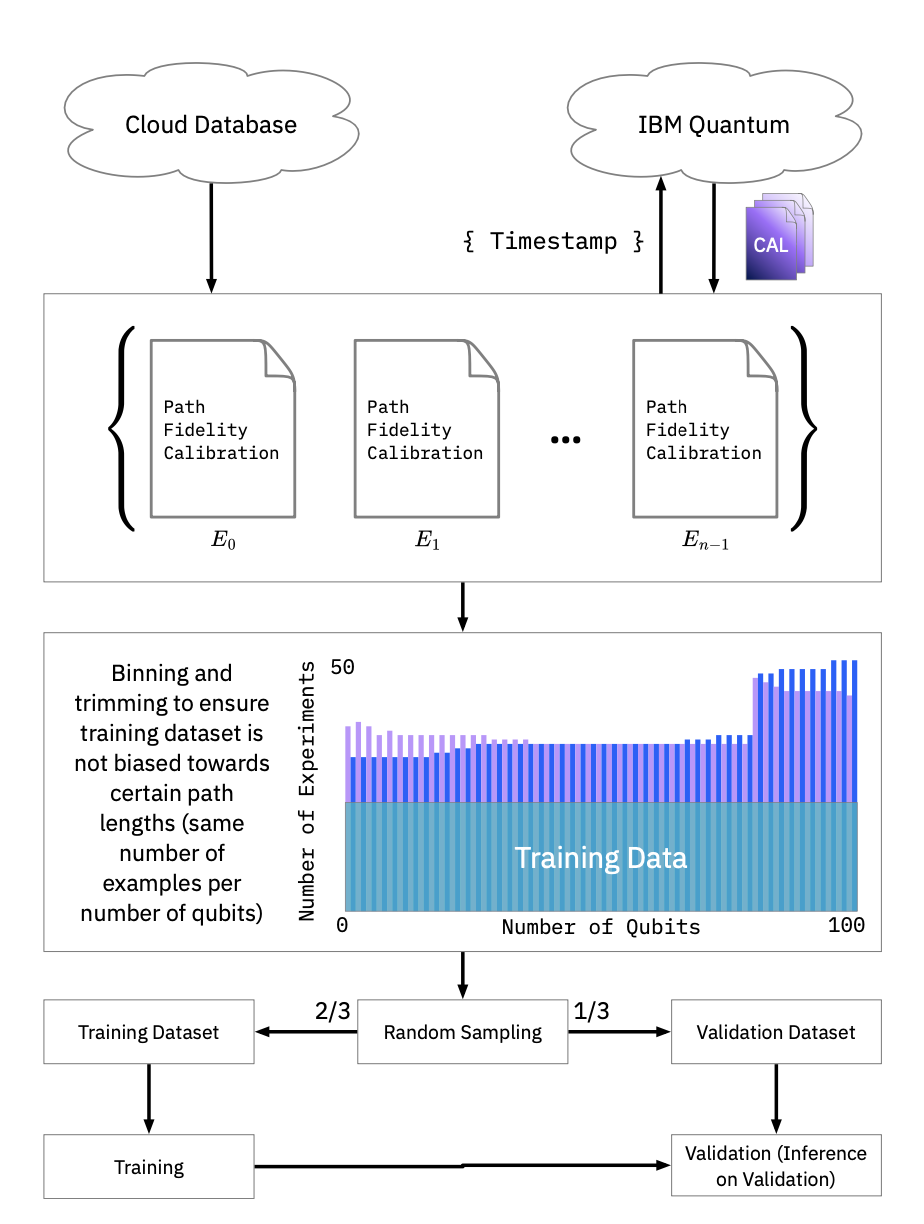 Cloud Database
IBM Quantum
{ Timestamp }
CAL
Path
Fidelity
Calibration
E₀
Path
Fidelity
Calibration
E₁
...
Path
Fidelity
Calibration
Eₙ₋₁
Binning and
trimming to ensure
training dataset is
not biased towards
certain path
lengths (same
number of
examples per
number of qubits)
Number of Experiments
50
Training Data
0
Number of Qubits
100
2/3
1/3
Training Dataset
Random Sampling
Validation Dataset
Training
Validation (Inference
on Validation)